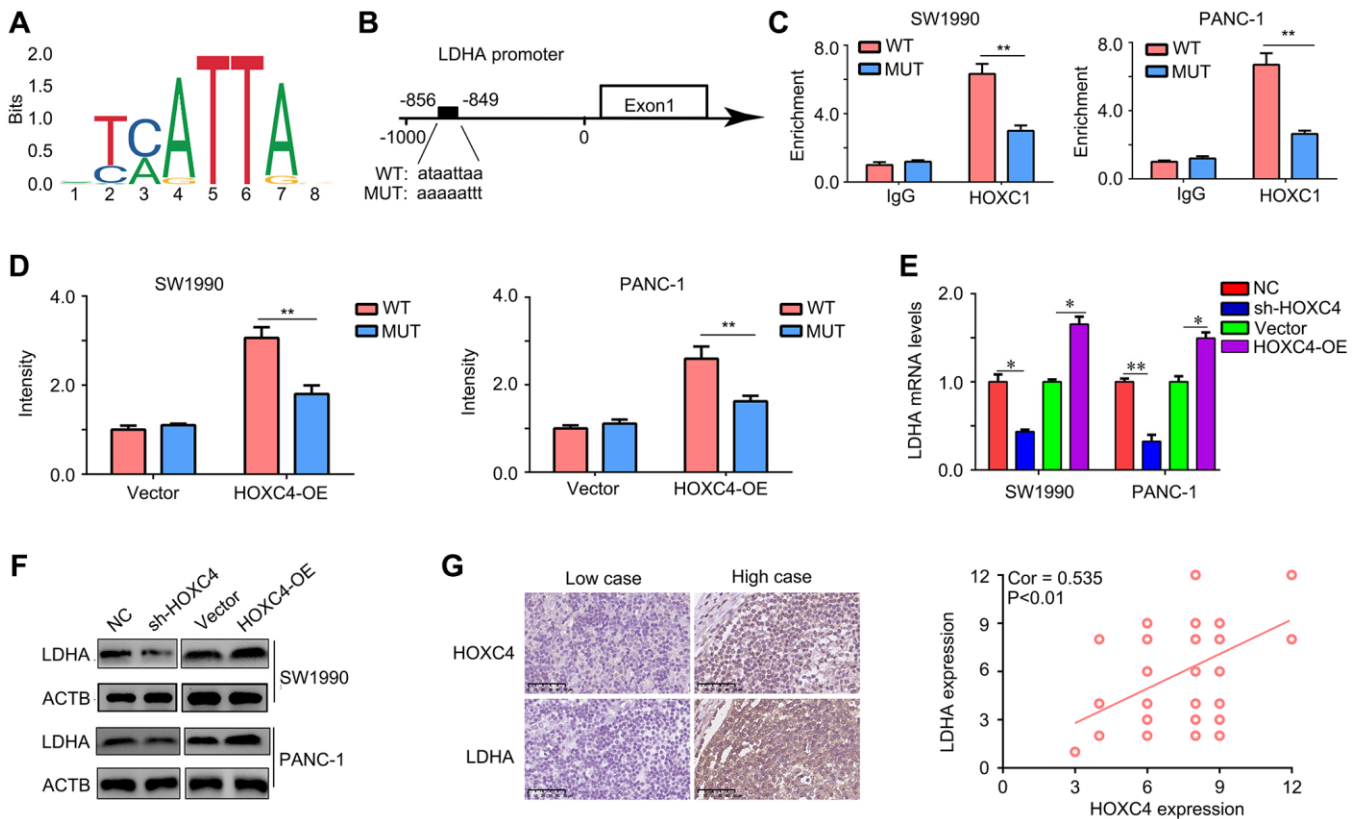 A
2.0
1.5
1.0
0.5
0.0
Bits
TCATTA
CAG G
1 2 3 4 5 6 7 8
B
LDHA promoter
-856 -849
Exon1
-1000 0
WT: ataattaa
MUT: aaaaattt
C
SW1990
8.0
4.0
0.0
Enrichment
WT
MUT
**
IgG HOXC1
PANC-1
8.0
4.0
0.0
Enrichment
WT
MUT
**
IgG HOXC1
D
SW1990
4.0
2.0
0.0
Intensity
WT
MUT
**
Vector HOXC4-OE
PANC-1
4.0
2.0
0.0
Intensity
WT
MUT
**
Vector HOXC4-OE
E
2.0
1.0
0.0
LDHA mRNA levels
* * ** *
NC
sh-HOXC4
Vector
HOXC4-OE
SW1990 PANC-1
F
NC sh-HOXC4 Vector HOXC4-OE
LDHA
ACTB
SW1990
LDHA
ACTB
PANC-1
G
Low case High case
HOXC4
LDHA
12
9
6
3
0
LDHA expression
Cor = 0.535
P<0.01
0 3 6 9 12
HOXC4 expression